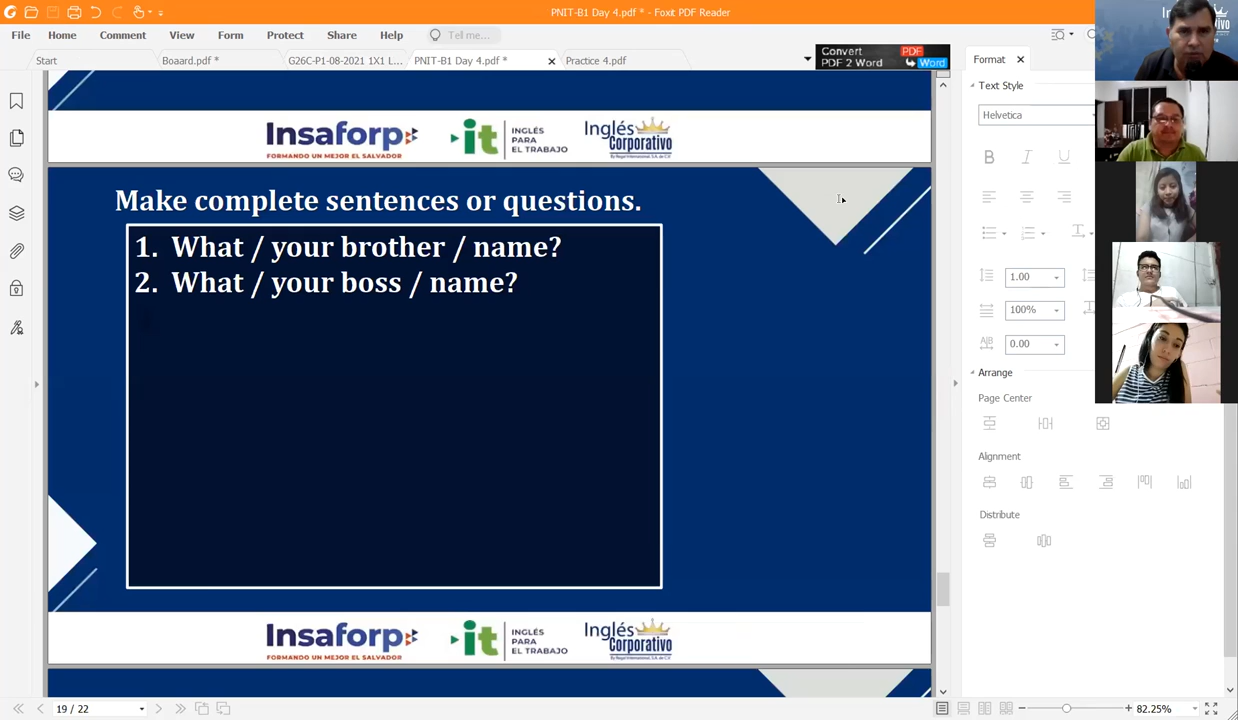 PNIT-B1 Day 4.pdf * - Foxit PDF Reader
File Home Comment View Form Protect Share Help Tell me...
Start Boaard.pdf * G26C-P1-08-2021 1X1 L... PNIT-B1 Day 4.pdf * Practice 4.pdf
Convert PDF
PDF 2 Word Word
Format
Text Style
Helvetica
B I U
1.00
100%
0.00
Arrange
Page Center
Alignment
Distribute
Insaforp
FORMANDO UN MEJOR EL SALVADOR
it
INGLÉS
PARA
EL TRABAJO
Inglés
Corporativo
Make complete sentences or questions.
1. What / your brother / name?
2. What / your boss / name?
Insaforp
FORMANDO UN MEJOR EL SALVADOR
it
INGLÉS
PARA
EL TRABAJO
Inglés
Corporativo
19 / 22
82.25%